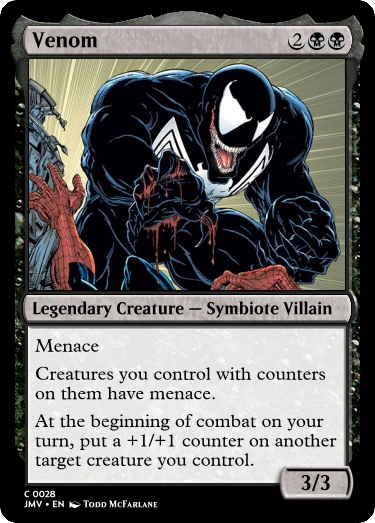 Venom 2
Legendary Creature — Symbiote Villain
Menace
Creatures you control with counters
on them have menace.
At the beginning of combat on your
turn, put a +1/+1 counter on another
target creature you control.
3/3
C 0028
JMV • EN Todd McFarlane